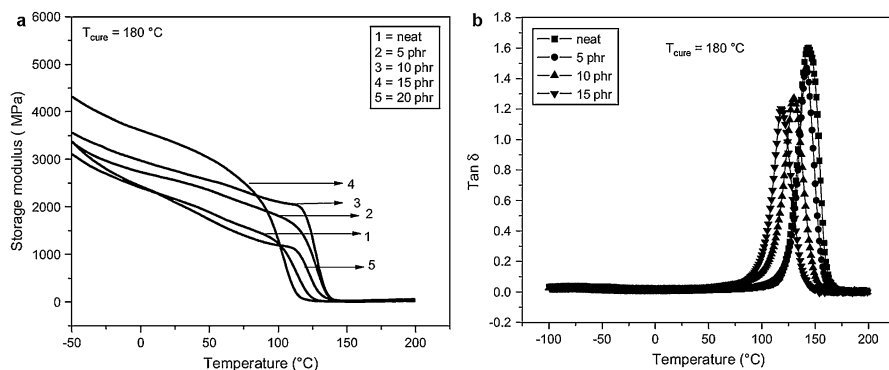 a
T cure = 180 °C
1 = neat
2 = 5 phr
3 = 10 phr
4 = 15 phr
5 = 20 phr
Storage modulus ( MPa)
6000
5000
4000
3000
2000
1000
0
4
3
2
1
5
-50
0
50
100
150
200
Temperature (°C)
b
neat
5 phr
10 phr
15 phr
T cure = 180 °C
Tan δ
1.8
1.6
1.4
1.2
1.0
0.8
0.6
0.4
0.2
0.0
-0.2
-100
-50
0
50
100
150
200
Temperature (°C)